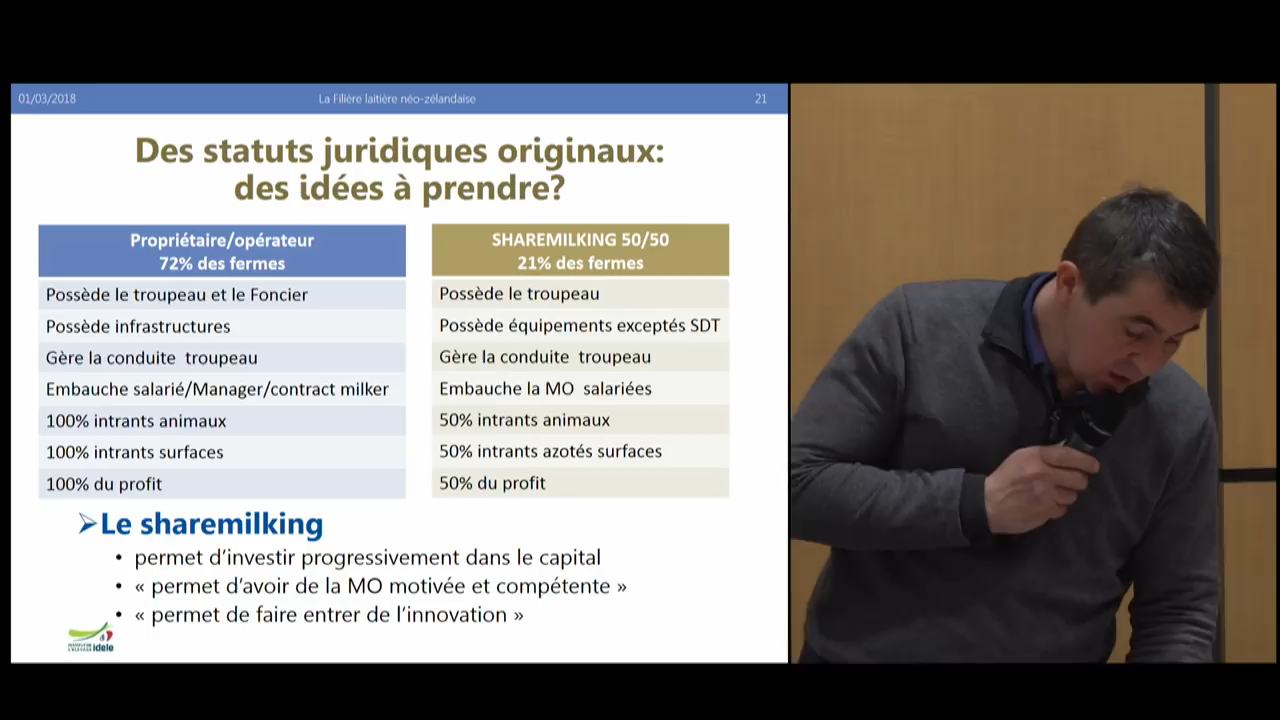 01/03/2018
La Filière laitière néo-zélandaise
21
Des statuts juridiques originaux:
des idées à prendre?
Propriétaire/opérateur
72% des fermes
Possède le troupeau et le Foncier
Possède infrastructures
Gère la conduite troupeau
Embauche salarié/Manager/contract milker
100% intrants animaux
100% intrants surfaces
100% du profit
SHAREMILKING 50/50
21% des fermes
Possède le troupeau
Possède équipements exceptés SDT
Gère la conduite troupeau
Embauche la MO salariées
50% intrants animaux
50% intrants azotés surfaces
50% du profit
➢Le sharemilking
• permet d’investir progressivement dans le capital
• « permet d’avoir de la MO motivée et compétente »
• « permet de faire entrer de l’innovation »
INSTITUT DE
L'ELEVAGE idele